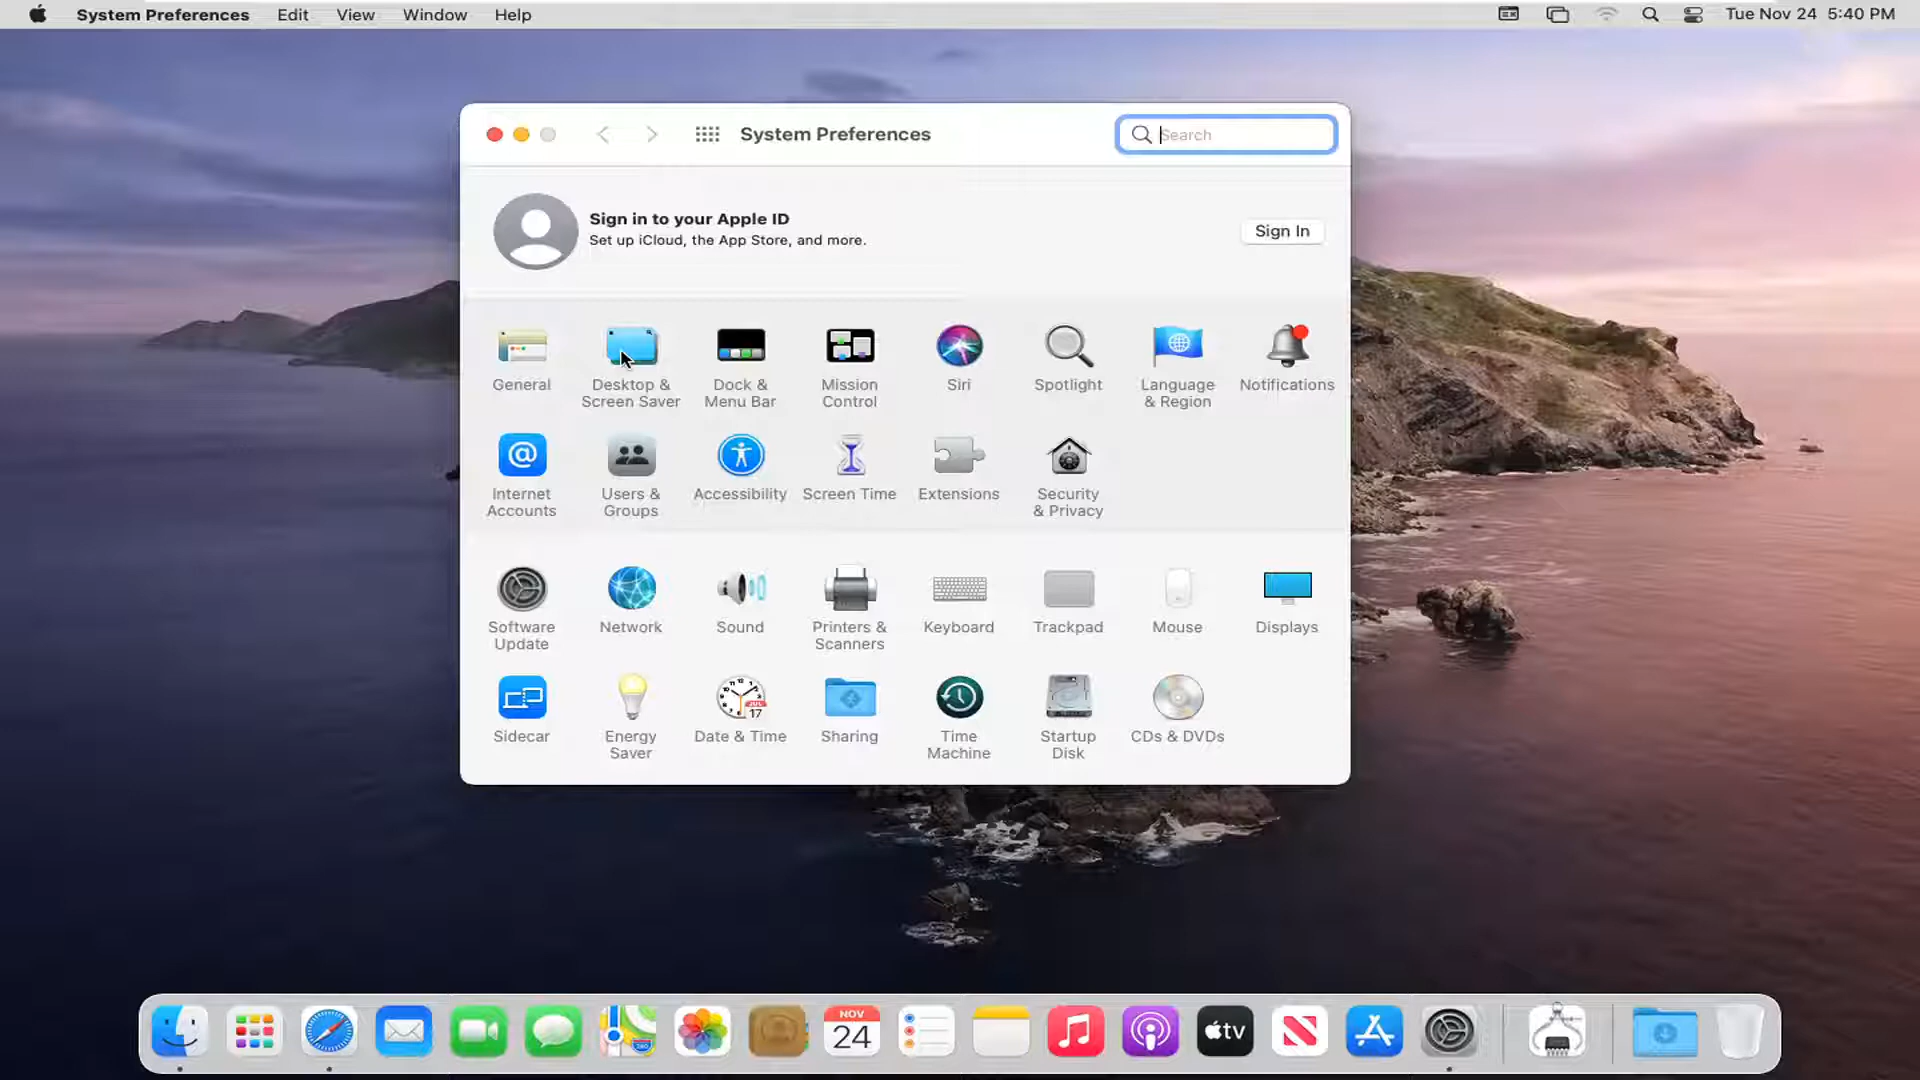 System Preferences Edit View Window Help Tue Nov 24 5:40 PM
System Preferences Search
Sign in to your Apple ID
Set up iCloud, the App Store, and more.
Sign In
General Desktop & Dock & Mission Siri Spotlight Language Notifications
Screen Saver Menu Bar Control & Region
@
Internet Users & Accessibility Screen Time Extensions Security
Accounts Groups & Privacy
Software Network Sound Printers & Keyboard Trackpad Mouse Displays
Update Scanners
JUL
17
Sidecar Energy Date & Time Sharing Time Startup CDs & DVDs
Saver Machine Disk
NOV
24
tv